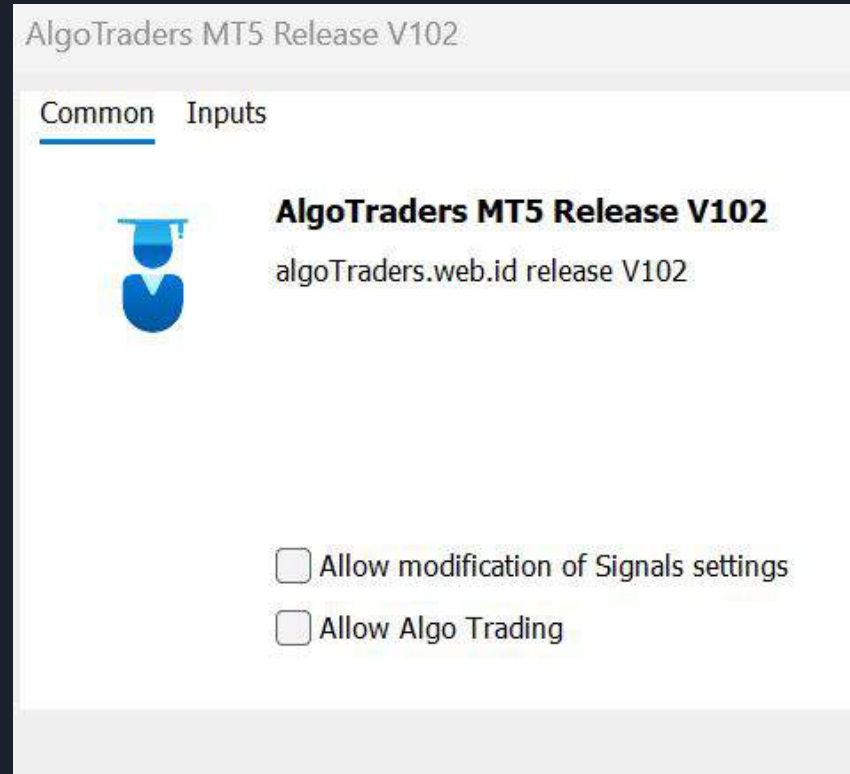 AlgoTraders MT5 Release V102
Common Inputs
AlgoTraders MT5 Release V102
algoTraders.web.id release V102
Allow modification of Signals settings
Allow Algo Trading